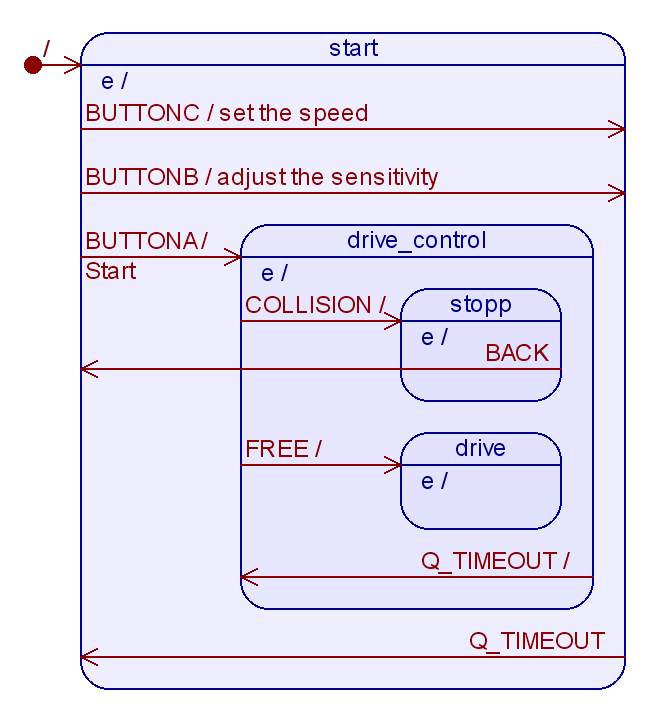 /
start
e /
BUTTONC / set the speed
BUTTONB / adjust the sensitivity
BUTTONA /
Start
drive_control
e /
COLLISION /
stopp
e /
BACK
FREE /
drive
e /
Q_TIMEOUT /
Q_TIMEOUT